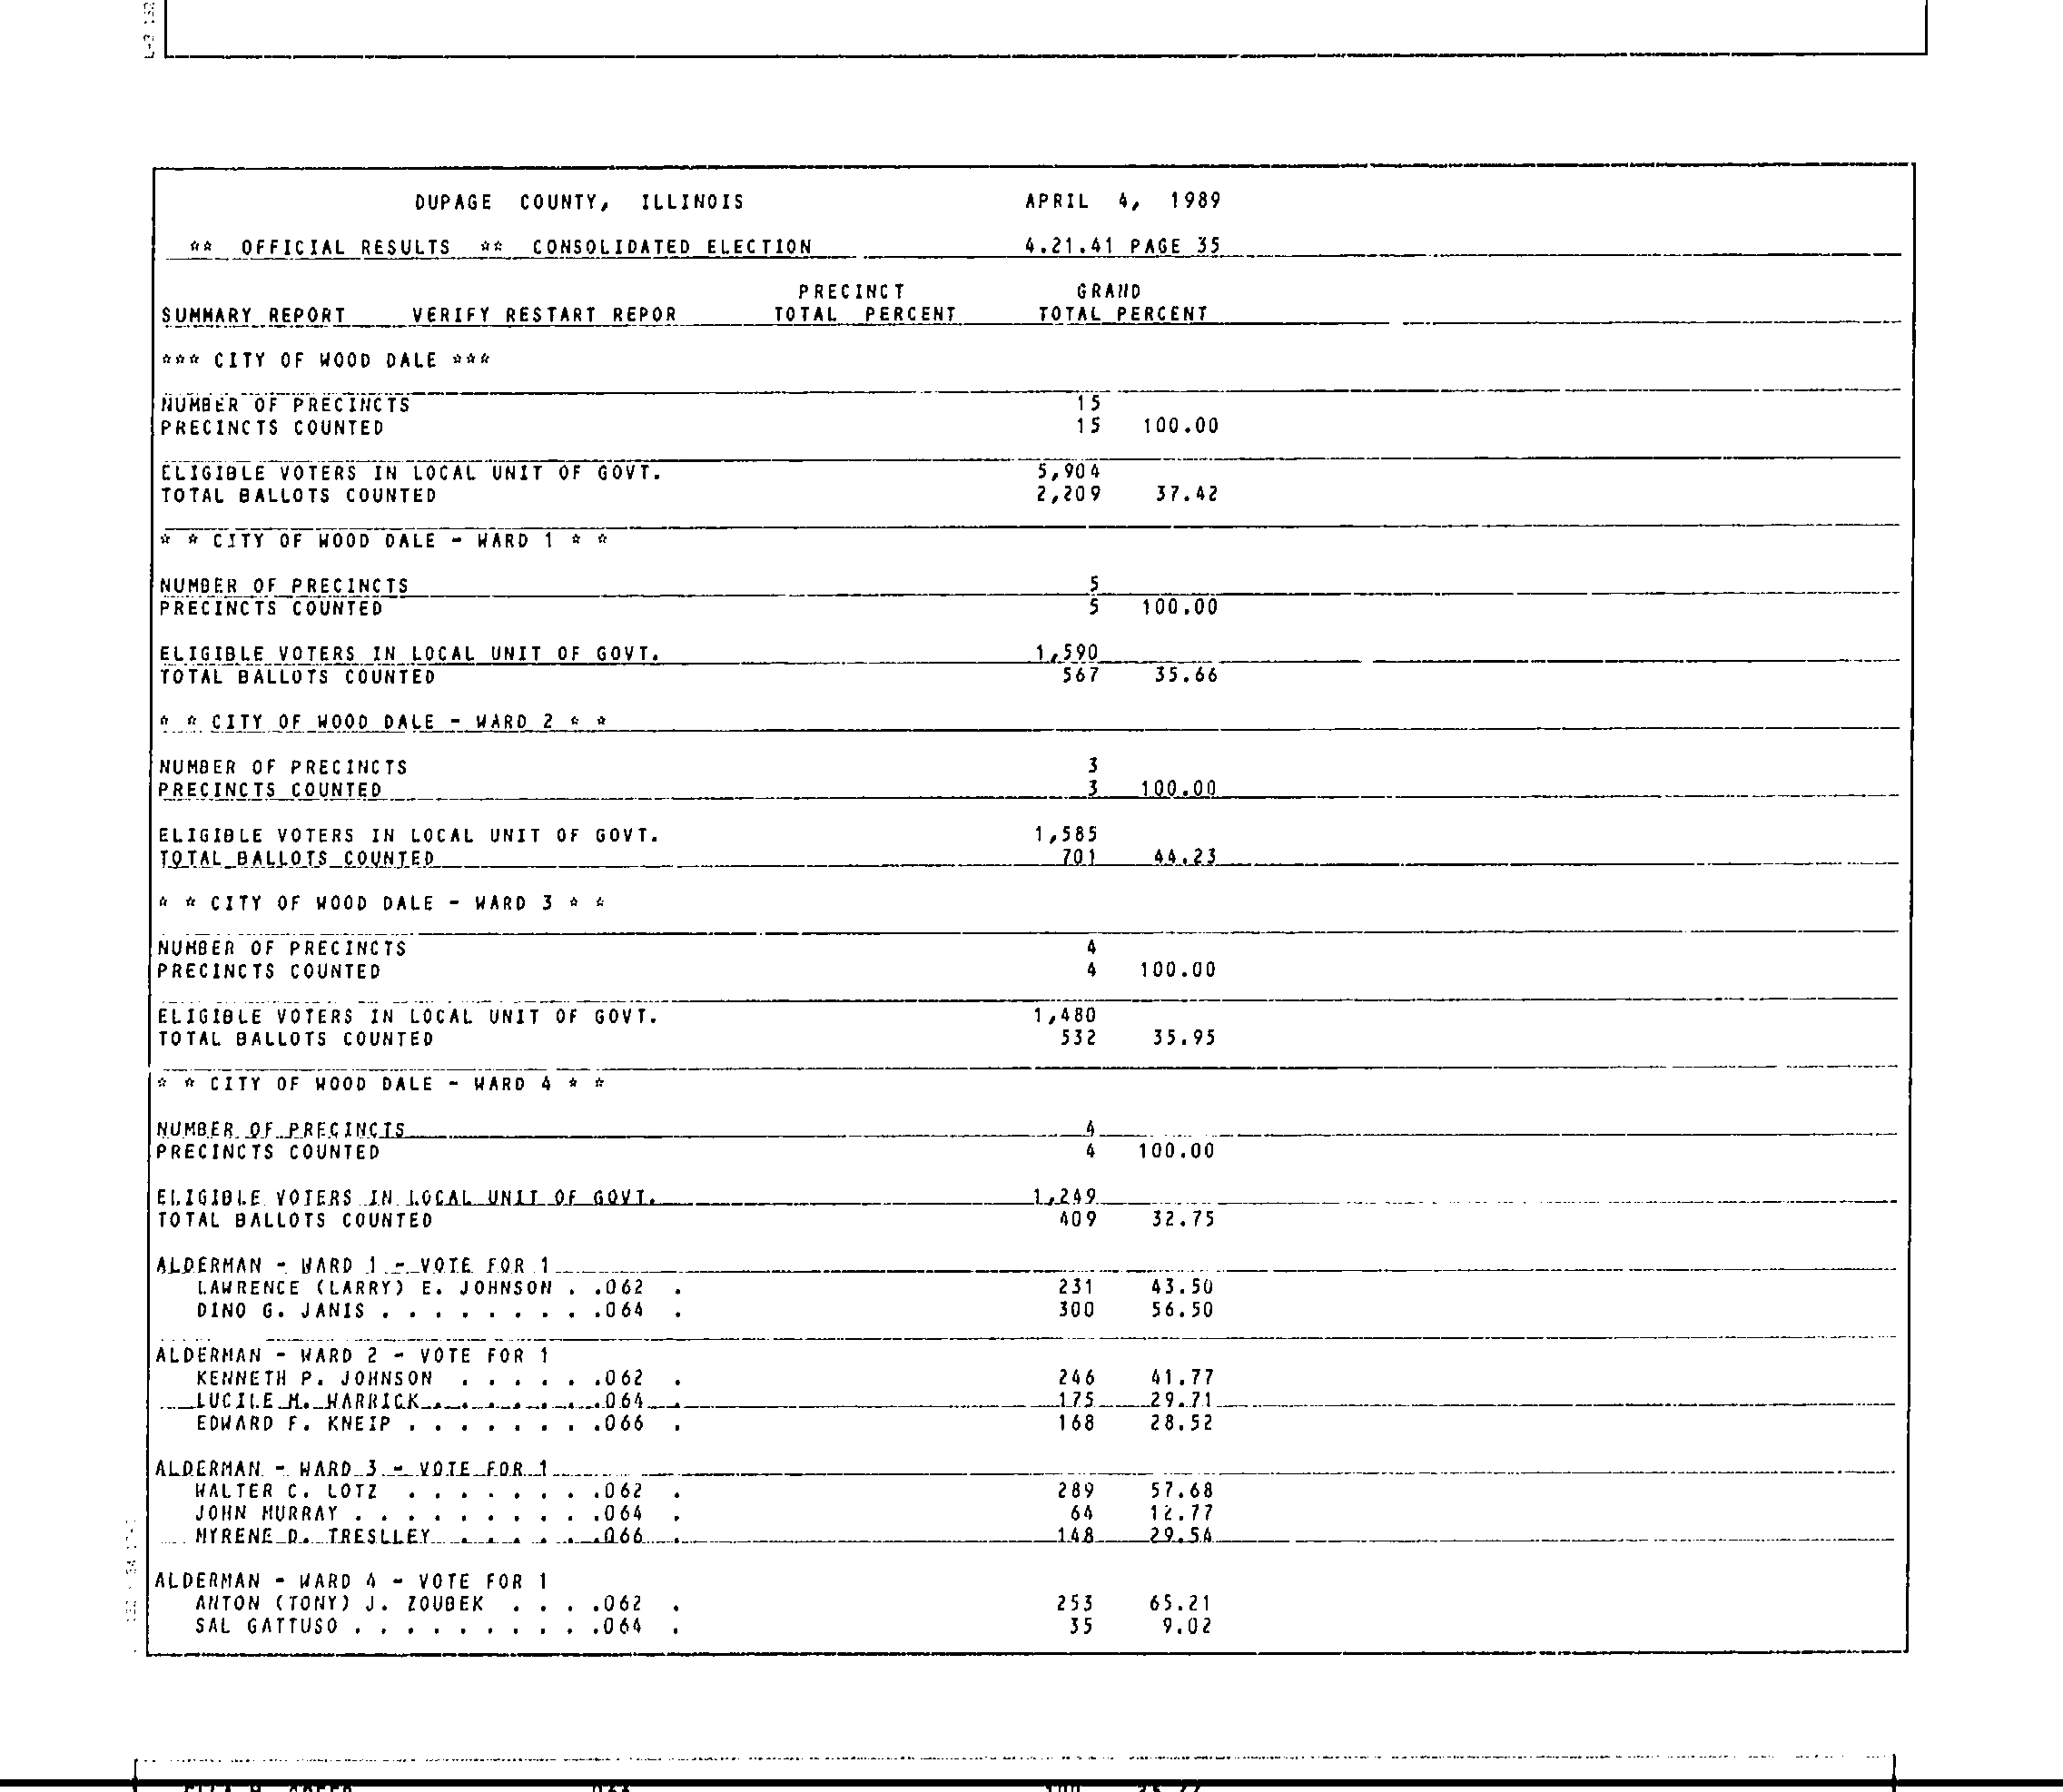 DUPAGE COUNTY, ILLINOIS APRIL 4, 1989
** OFFICIAL RESULTS ** CONSOLIDATED ELECTION 4.21.41 PAGE 35
PRECINCT GRAND
SUMMARY REPORT VERIFY RESTART REPOR TOTAL PERCENT TOTAL PERCENT
*** CITY OF WOOD DALE ***
NUMBER OF PRECINCTS 15
PRECINCTS COUNTED 15 100.00
ELIGIBLE VOTERS IN LOCAL UNIT OF GOVT. 5,904
TOTAL BALLOTS COUNTED 2,209 37.42
* * CITY OF WOOD DALE - WARD 1 * *
NUMBER OF PRECINCTS 5
PRECINCTS COUNTED 5 100.00
ELIGIBLE VOTERS IN LOCAL UNIT OF GOVT. 1,590
TOTAL BALLOTS COUNTED 567 35.66
* * CITY OF WOOD DALE - WARD 2 * *
NUMBER OF PRECINCTS 3
PRECINCTS COUNTED 3 100.00
ELIGIBLE VOTERS IN LOCAL UNIT OF GOVT. 1,585
TOTAL BALLOTS COUNTED 701 44.23
* * CITY OF WOOD DALE - WARD 3 * *
NUMBER OF PRECINCTS 4
PRECINCTS COUNTED 4 100.00
ELIGIBLE VOTERS IN LOCAL UNIT OF GOVT. 1,480
TOTAL BALLOTS COUNTED 532 35.95
* * CITY OF WOOD DALE - WARD 4 * *
NUMBER OF PRECINCTS 4
PRECINCTS COUNTED 4 100.00
ELIGIBLE VOTERS IN LOCAL UNIT OF GOVT. 1,249
TOTAL BALLOTS COUNTED 409 32.75
ALDERMAN - WARD 1 - VOTE FOR 1
LAWRENCE (LARRY) E. JOHNSON . .062 . 231 43.50
DINO G. JANIS . . . . . . . . .064 . 300 56.50
ALDERMAN - WARD 2 - VOTE FOR 1
KENNETH P. JOHNSON . . . . . .062 . 246 41.77
LUCILE M. WARRICK . . . . . . .064 . 175 29.71
EDWARD F. KNEIP . . . . . . . .066 . 168 28.52
ALDERMAN - WARD 3 - VOTE FOR 1
WALTER C. LOTZ . . . . . . . .062 . 289 57.68
JOHN MURRAY . . . . . . . . . .064 . 64 12.77
MYRENE D. TRESLLEY . . . . . .066 . 148 29.54
ALDERMAN - WARD 4 - VOTE FOR 1
ANTON (TONY) J. ZOUBEK . . . .062 . 253 65.21
SAL GATTUSO . . . . . . . . . .064 . 35 9.02